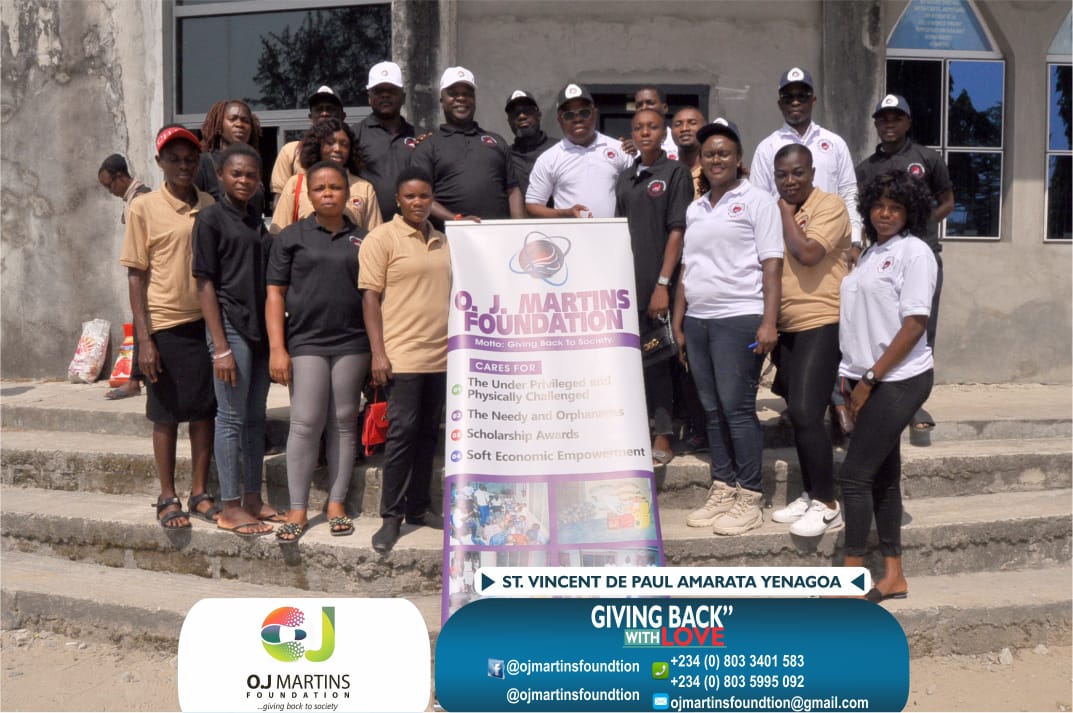 O. J. MARTINS
FOUNDATION
Motto: Giving Back To Society.
CARES FOR
01 The Under Privileged and
Physically Challenged
02 The Needy and Orphanages
03 Scholarship Awards
04 Soft Economic Empowerment
ST. VINCENT DE PAUL AMARATA YENAGOA
GIVING BACK”
WITH LOVE
@ojmartinsfoundtion
+234 (0) 803 3401 583
@ojmartinsfoundtion
+234 (0) 803 5995 092
ojmartinsfoundtion@gmail.com
OJ
OJ MARTINS
FOUNDATION
...giving back to society